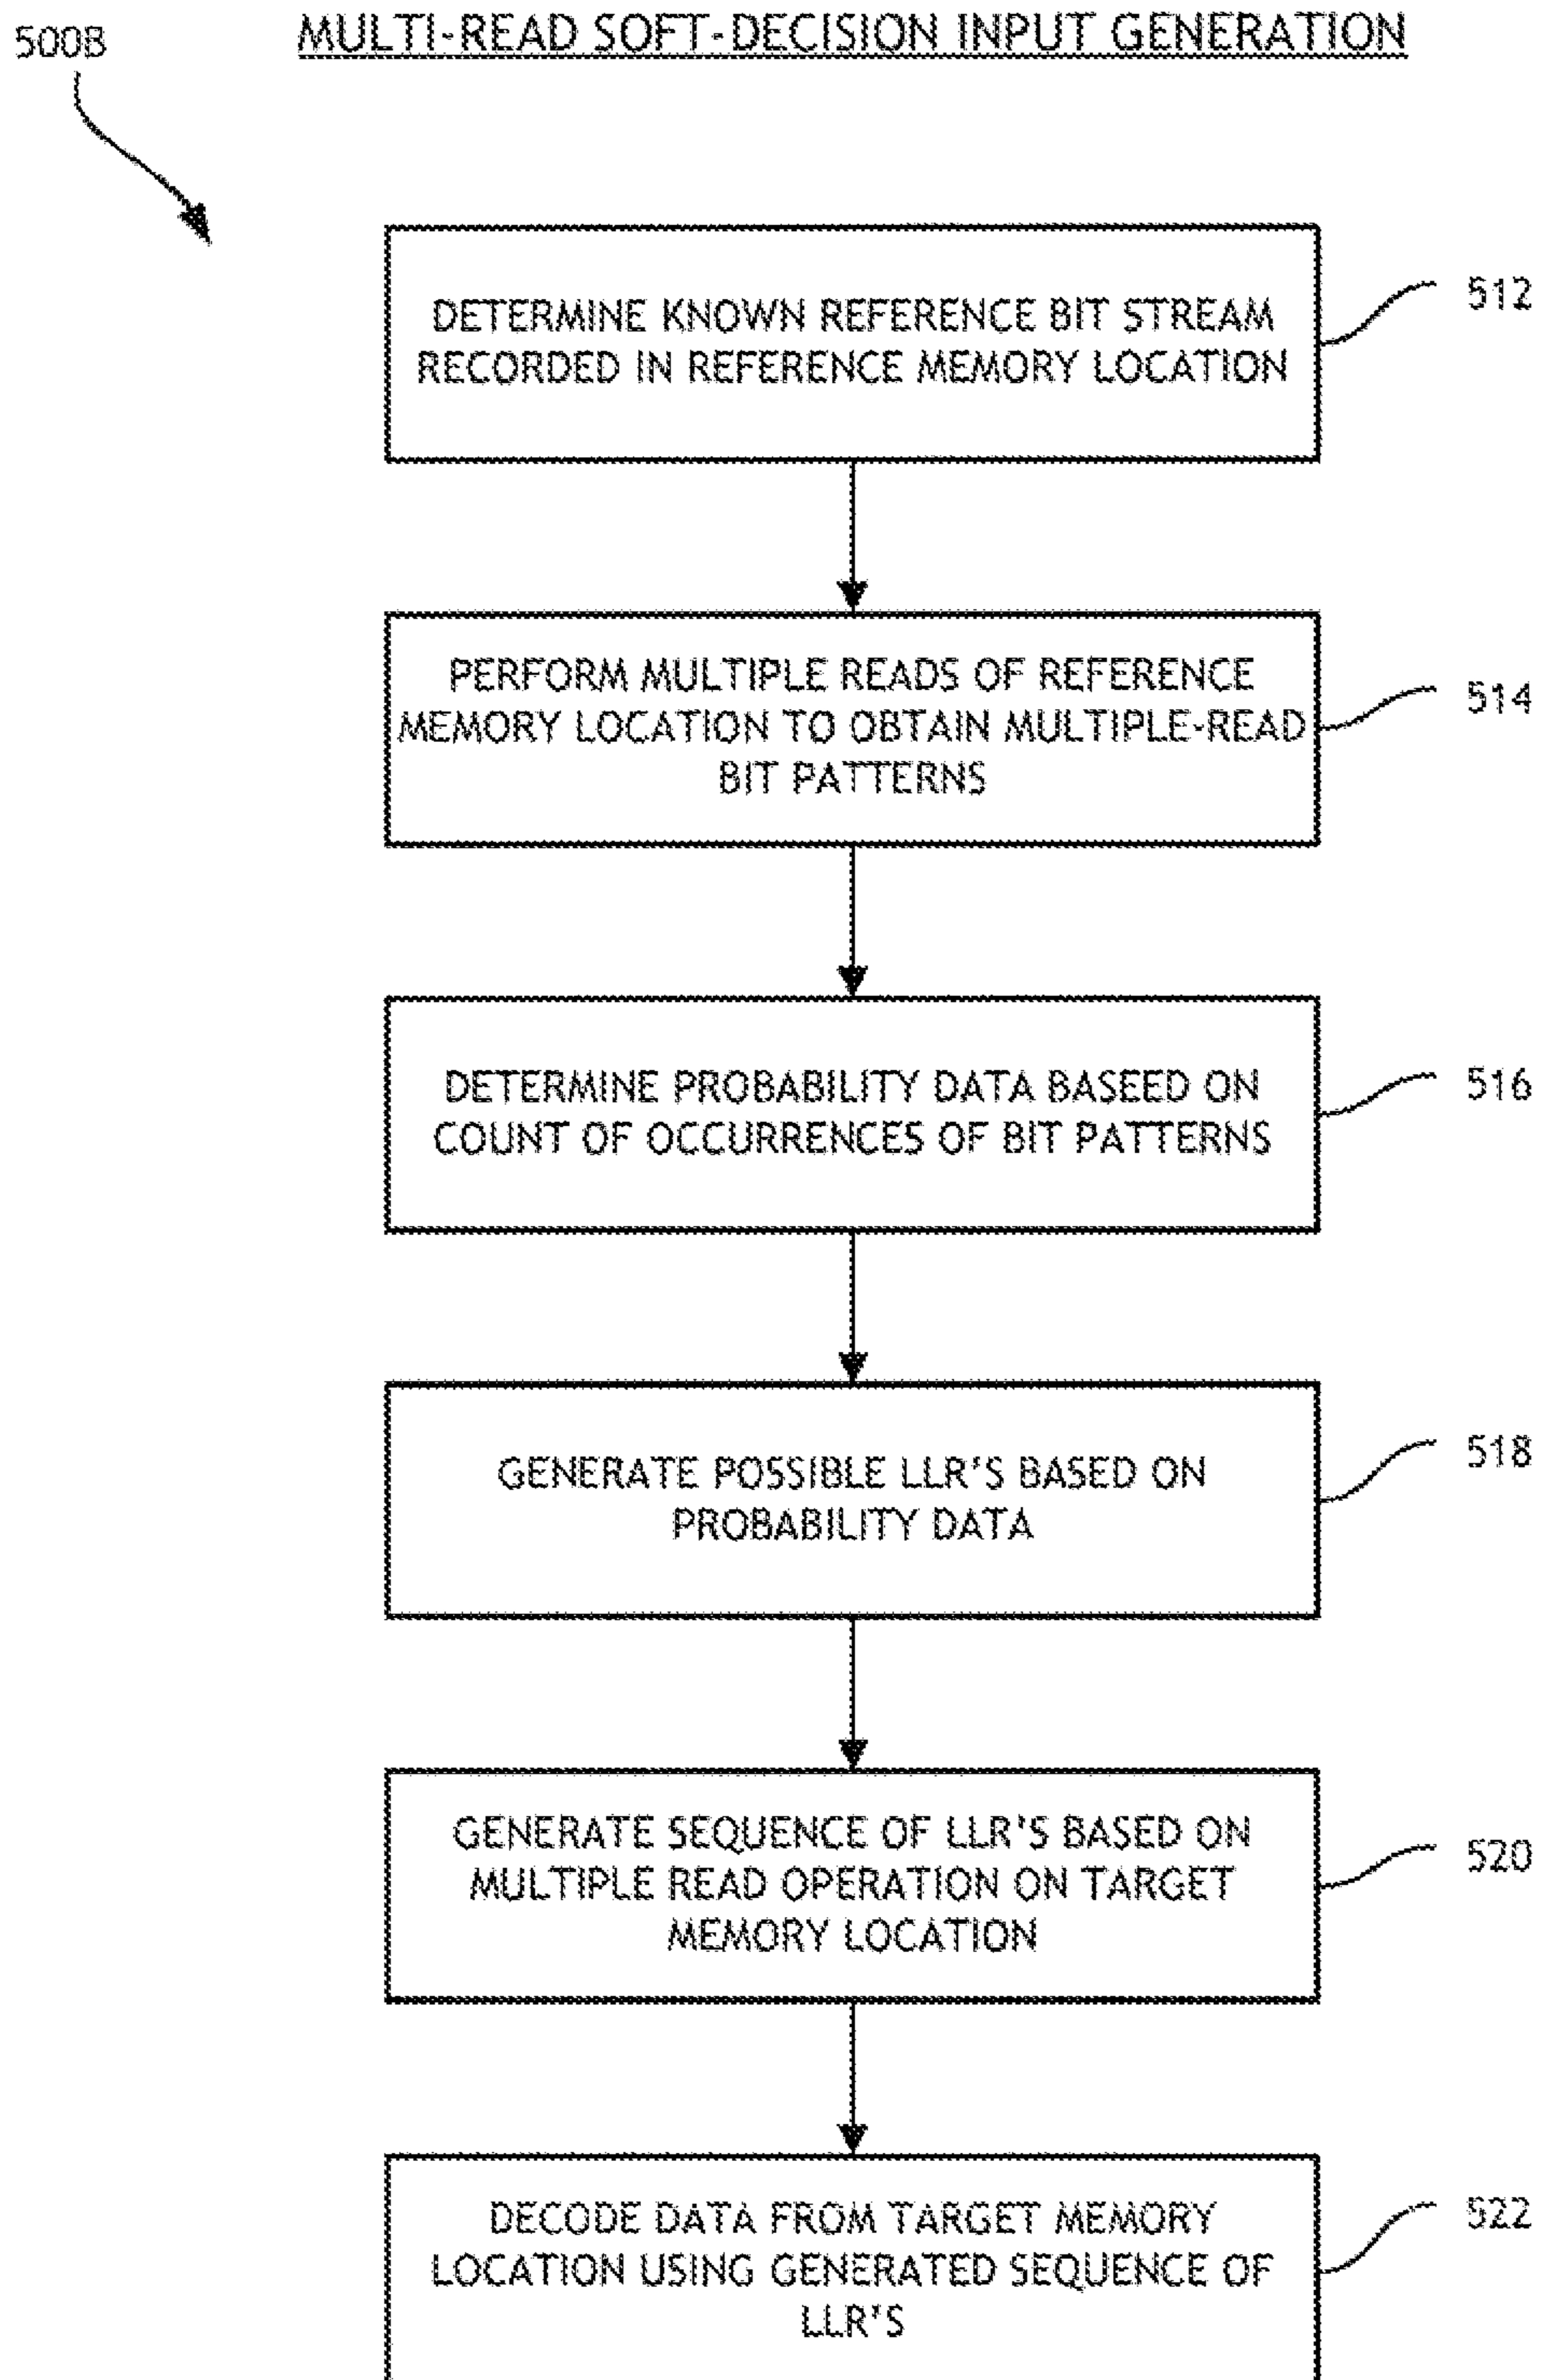 500B
MULTI-READ SOFT-DECISION INPUT GENERATION
DETERMINE KNOWN REFERENCE BIT STREAM
RECORDED IN REFERENCE MEMORY LOCATION
512
PERFORM MULTIPLE READS OF REFERENCE
MEMORY LOCATION TO OBTAIN MULTIPLE-READ
BIT PATTERNS
514
DETERMINE PROBABILITY DATA BASEED ON
COUNT OF OCCURRENCES OF BIT PATTERNS
516
GENERATE POSSIBLE LLR'S BASED ON
PROBABILITY DATA
518
GENERATE SEQUENCE OF LLR'S BASED ON
MULTIPLE READ OPERATION ON TARGET
MEMORY LOCATION
520
DECODE DATA FROM TARGET MEMORY
LOCATION USING GENERATED SEQUENCE OF
LLR'S
522